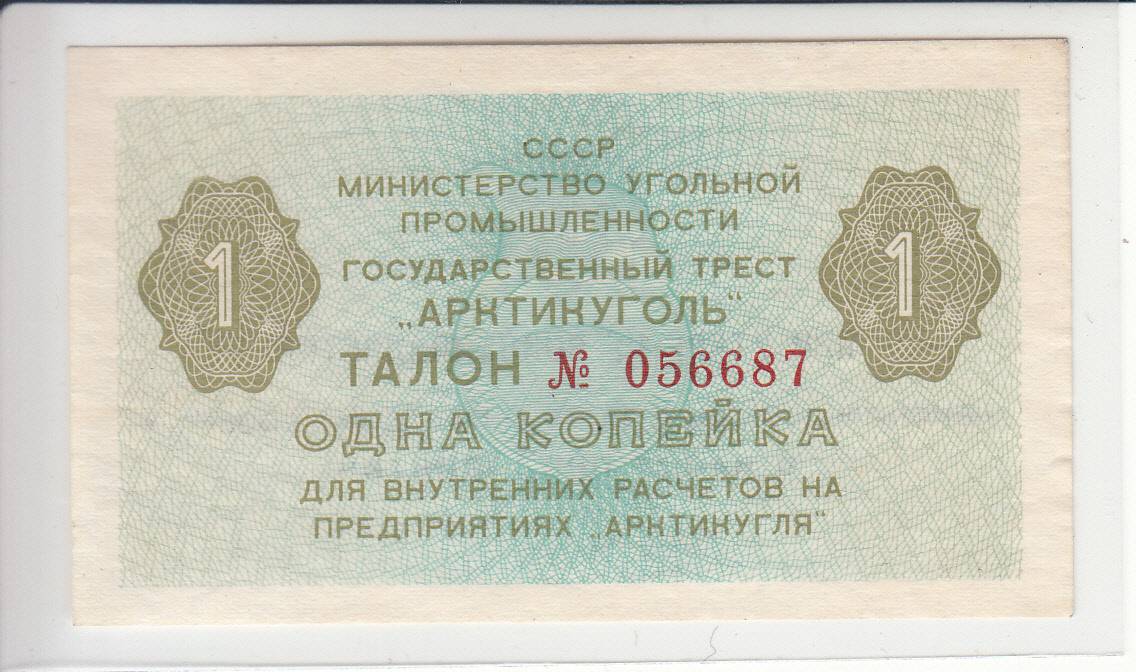 СССР
МИНИСТЕРСТВО УГОЛЬНОЙ
ПРОМЫШЛЕННОСТИ
ГОСУДАРСТВЕННЫЙ ТРЕСТ
„АРКТИКУГОЛЬ“
1
1
ТАЛОН № 056687
ОДНА КОПЕЙКА
ДЛЯ ВНУТРЕННИХ РАСЧЕТОВ НА
ПРЕДПРИЯТИЯХ „АРКТИКУГЛЯ“